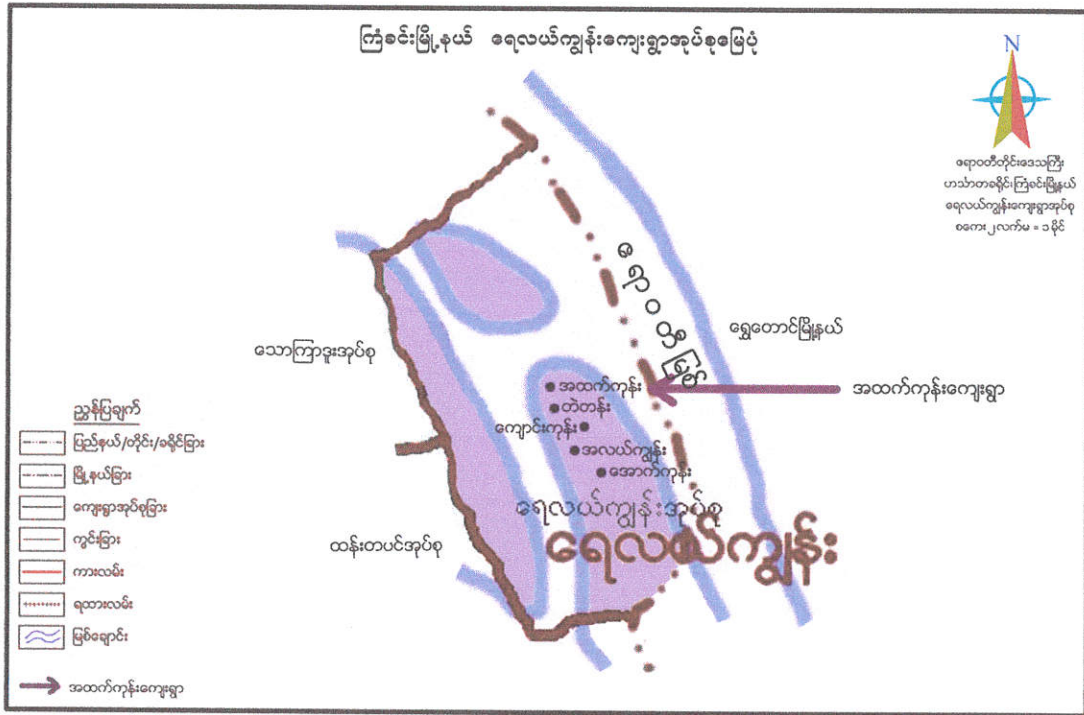 ကြံခင်းမြို့နယ် ရေလယ်ကျွန်းကျေးရွာအုပ်စုမြေပုံ
N
ဧရာဝတီတိုင်းဒေသကြီး
ဟင်္သာတခရိုင်၊ကြံခင်းမြို့နယ်
ရေလယ်ကျွန်းကျေးရွာအုပ်စု
စကေး၂လက်မ = ၁မိုင်
ဧရာဝတီမြစ်
ရွှေတောင်မြို့နယ်
သောကြာဒူးအုပ်စု
အထက်ကုန်း
အထက်ကုန်းကျေးရွာ
တဲတန်း
ကျောင်းကုန်း
အလယ်ကျွန်း
အောက်ကုန်း
ရေလယ်ကျွန်းအုပ်စု
ရေလယ်ကျွန်း
ထန်းတပင်အုပ်စု
ညွှန်ပြချက်
ပြည်နယ်/တိုင်း/ခရိုင်ခြား
မြို့နယ်ခြား
ကျေးရွာအုပ်စုခြား
ကွင်းခြား
ကားလမ်း
ရထားလမ်း
မြစ်ချောင်း
အထက်ကုန်းကျေးရွာ